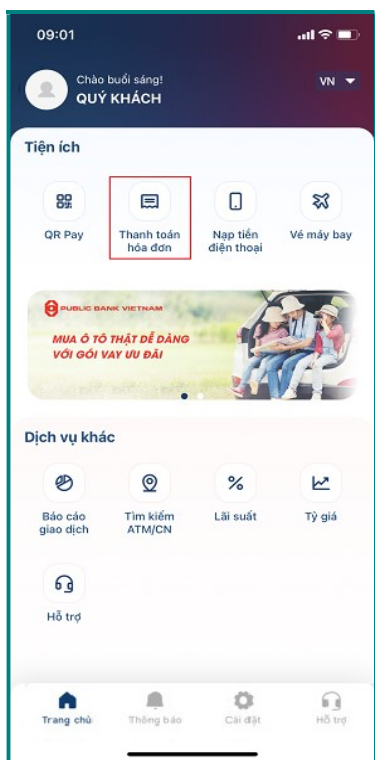 09:01
Chào buổi sáng!
QUÝ KHÁCH
VN
Tiện ích
QR Pay
Thanh toán
hóa đơn
Nạp tiền
điện thoại
Vé máy bay
PUBLIC BANK VIETNAM
MUA Ô TÔ THẬT DỄ DÀNG
VỚI GÓI VAY ƯU ĐÃI
Dịch vụ khác
Báo cáo
giao dịch
Tìm kiếm
ATM/CN
Lãi suất
Tỷ giá
Hỗ trợ
Trang chủ
Thông báo
Cài đặt
Hỗ trợ